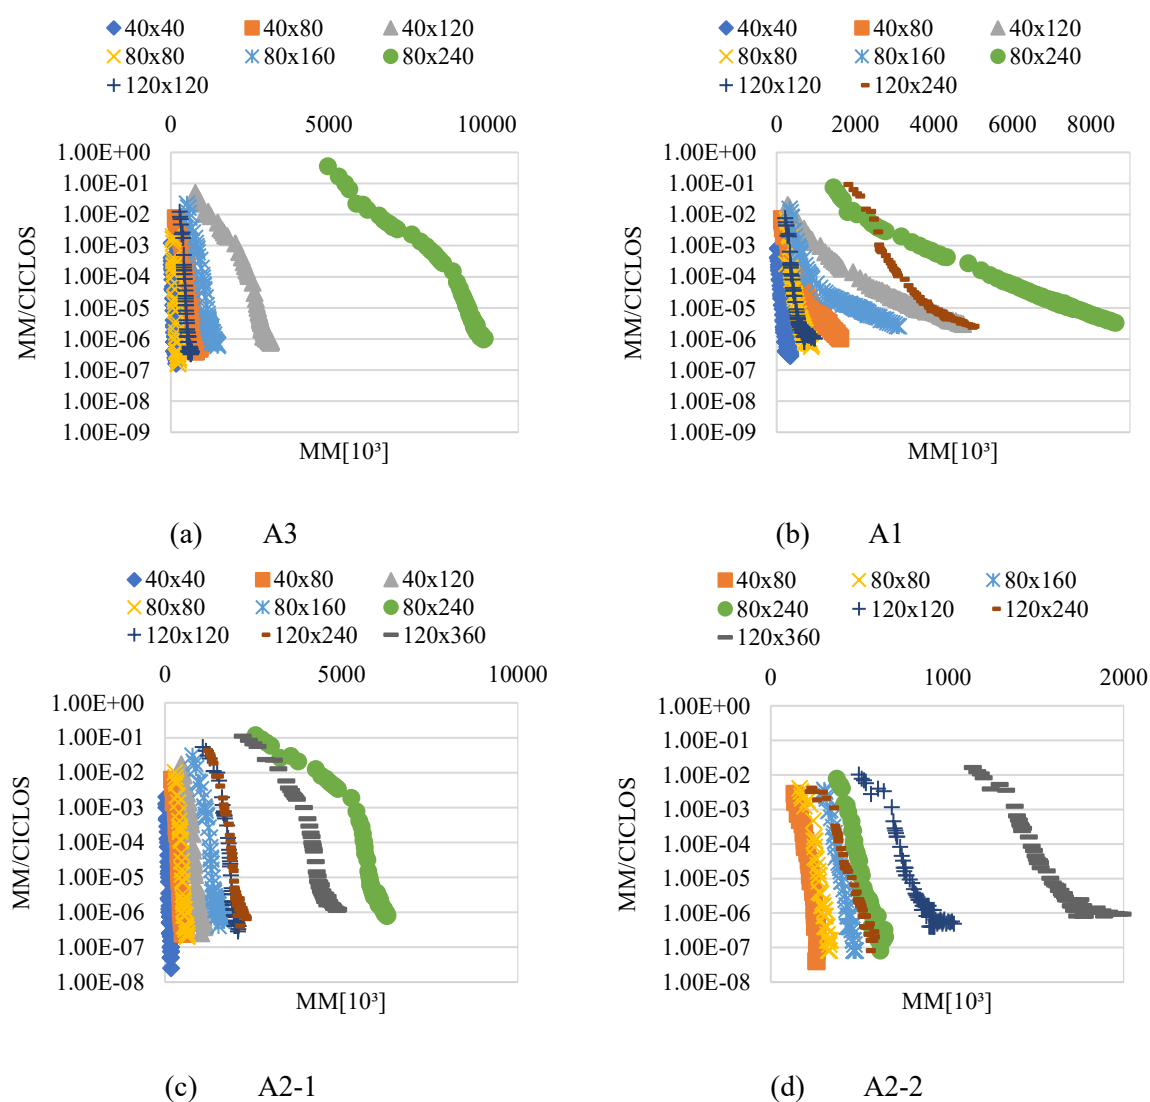 40x40 40x80 40x120
80x80 80x160 80x240
120x120
0 5000 10000
1.00E+00
1.00E-01
1.00E-02
1.00E-03
1.00E-04
1.00E-05
1.00E-06
1.00E-07
1.00E-08
1.00E-09
MM/CICLOS
MM[10³]
(a) A3
40x40 40x80 40x120
80x80 80x160 80x240
120x120 120x240
0 2000 4000 6000 8000
1.00E+00
1.00E-01
1.00E-02
1.00E-03
1.00E-04
1.00E-05
1.00E-06
1.00E-07
1.00E-08
1.00E-09
MM/CICLOS
MM[10³]
(b) A1
40x40 40x80 40x120
80x80 80x160 80x240
120x120 120x240 120x360
0 5000 10000
1.00E+00
1.00E-01
1.00E-02
1.00E-03
1.00E-04
1.00E-05
1.00E-06
1.00E-07
1.00E-08
MM/CICLOS
MM[10³]
(c) A2-1
40x80 80x80 80x160
80x240 120x120 120x240
120x360
0 1000 2000
1.00E+00
1.00E-01
1.00E-02
1.00E-03
1.00E-04
1.00E-05
1.00E-06
1.00E-07
1.00E-08
MM/CICLOS
MM[10³]
(d) A2-2